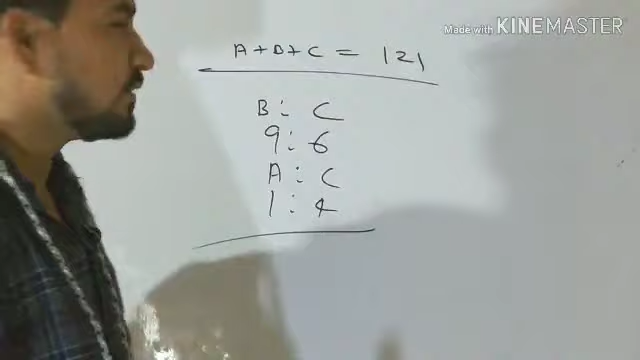 Made with KINEMASTER
A + B + C = 121
B : C
9 : 6
A : C
1 : 4